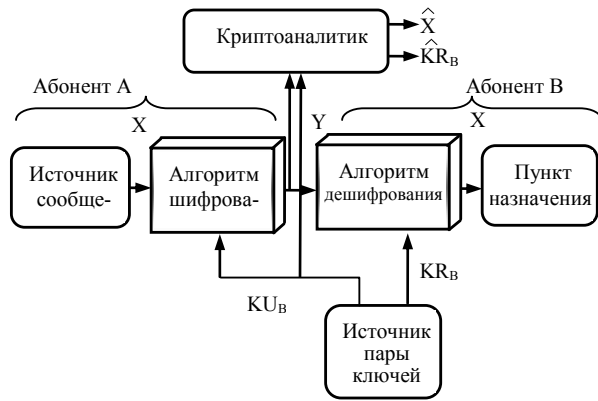 Криптоаналитик
X̂
K̂R_B
Абонент А
Абонент В
X
Y
X
Источник
сообще-
Алгоритм
шифрова-
Алгоритм
дешифрования
Пункт
назначения
KU_B
KR_B
Источник
пары
ключей